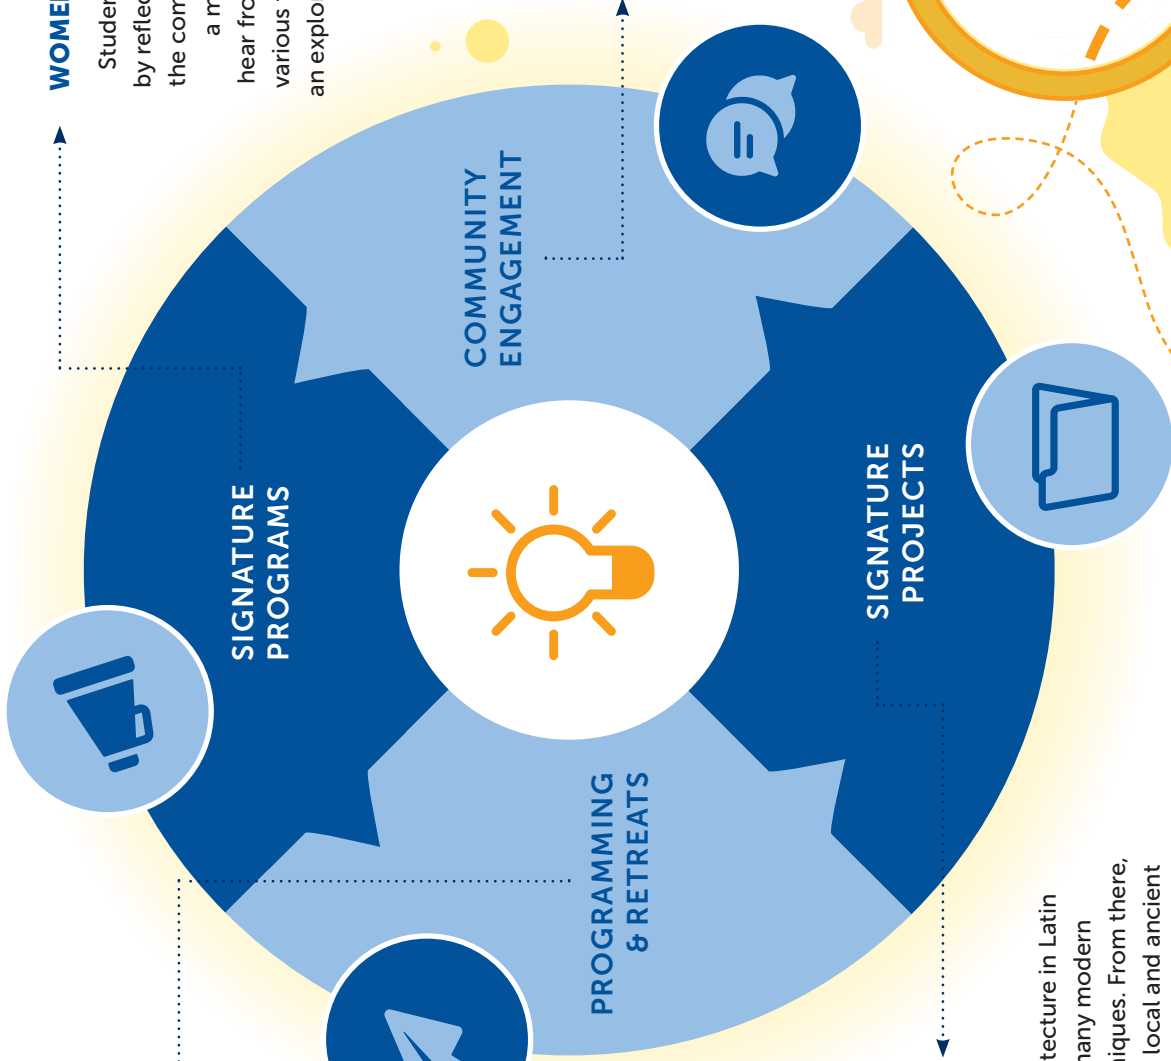 WOMEN
Studen
by reflec
the com
a m
hear fro
various
an explo
SIGNATURE
PROGRAMS
COMMUNITY
ENGAGEMENT
PROGRAMMING
& RETREATS
SIGNATURE
PROJECTS
tecture in Latin
many modern
iques. From there,
local and ancient